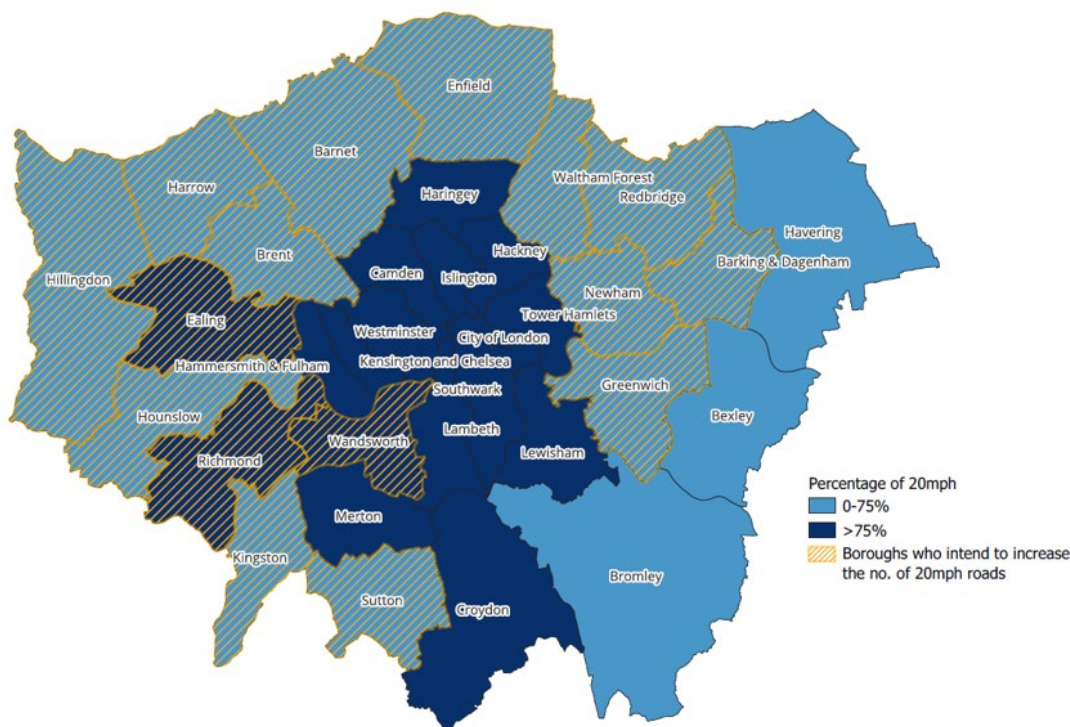 Enfield
Barnet
Harrow
Waltham Forest
Redbridge
Haringey
Havering
Hackney
Brent
Barking & Dagenham
Camden
Islington
Hillingdon
Newham
Ealing
Tower Hamlets
Westminster
City of London
Kensington and Chelsea
Hammersmith & Fulham
Southwark
Greenwich
Hounslow
Bexley
Lambeth
Wandsworth
Lewisham
Richmond
Merton
Kingston
Sutton
Croydon
Bromley
Percentage of 20mph
0-75%
>75%
Boroughs who intend to increase
the no. of 20mph roads